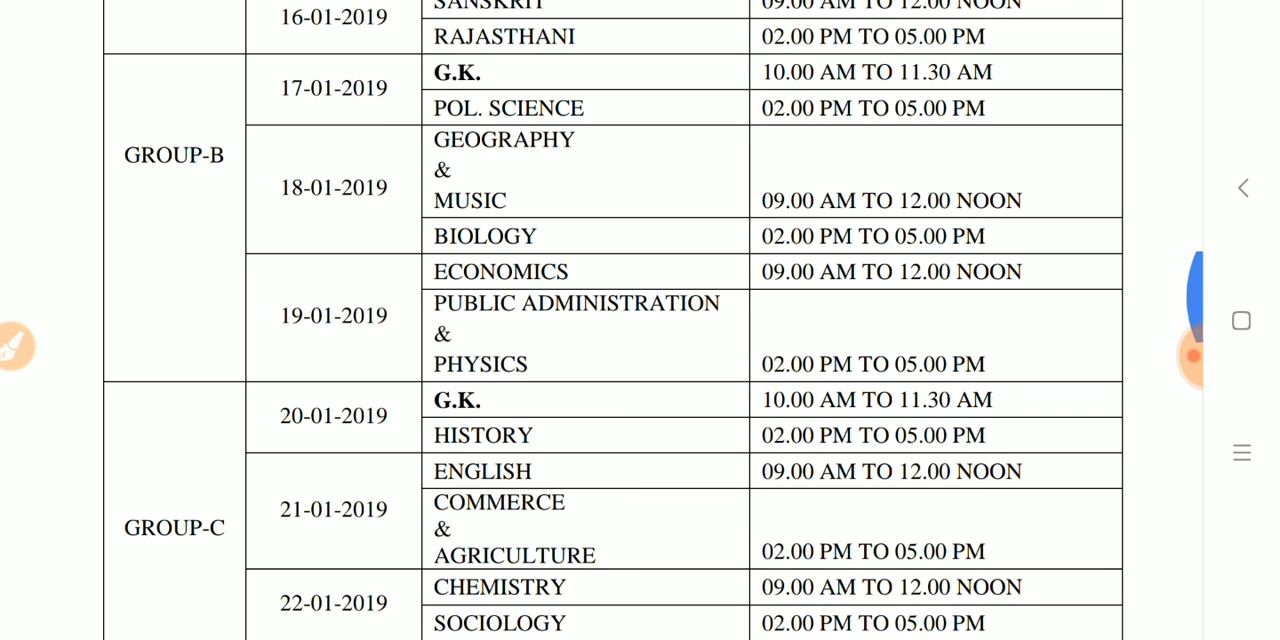 16-01-2019 SANSKRIT 09.00 AM TO 12.00 NOON
RAJASTHANI 02.00 PM TO 05.00 PM
GROUP-B 17-01-2019 G.K. 10.00 AM TO 11.30 AM
POL. SCIENCE 02.00 PM TO 05.00 PM
18-01-2019 GEOGRAPHY
&
MUSIC 09.00 AM TO 12.00 NOON
BIOLOGY 02.00 PM TO 05.00 PM
19-01-2019 ECONOMICS 09.00 AM TO 12.00 NOON
PUBLIC ADMINISTRATION
&
PHYSICS 02.00 PM TO 05.00 PM
GROUP-C 20-01-2019 G.K. 10.00 AM TO 11.30 AM
HISTORY 02.00 PM TO 05.00 PM
21-01-2019 ENGLISH 09.00 AM TO 12.00 NOON
COMMERCE
&
AGRICULTURE 02.00 PM TO 05.00 PM
22-01-2019 CHEMISTRY 09.00 AM TO 12.00 NOON
SOCIOLOGY 02.00 PM TO 05.00 PM